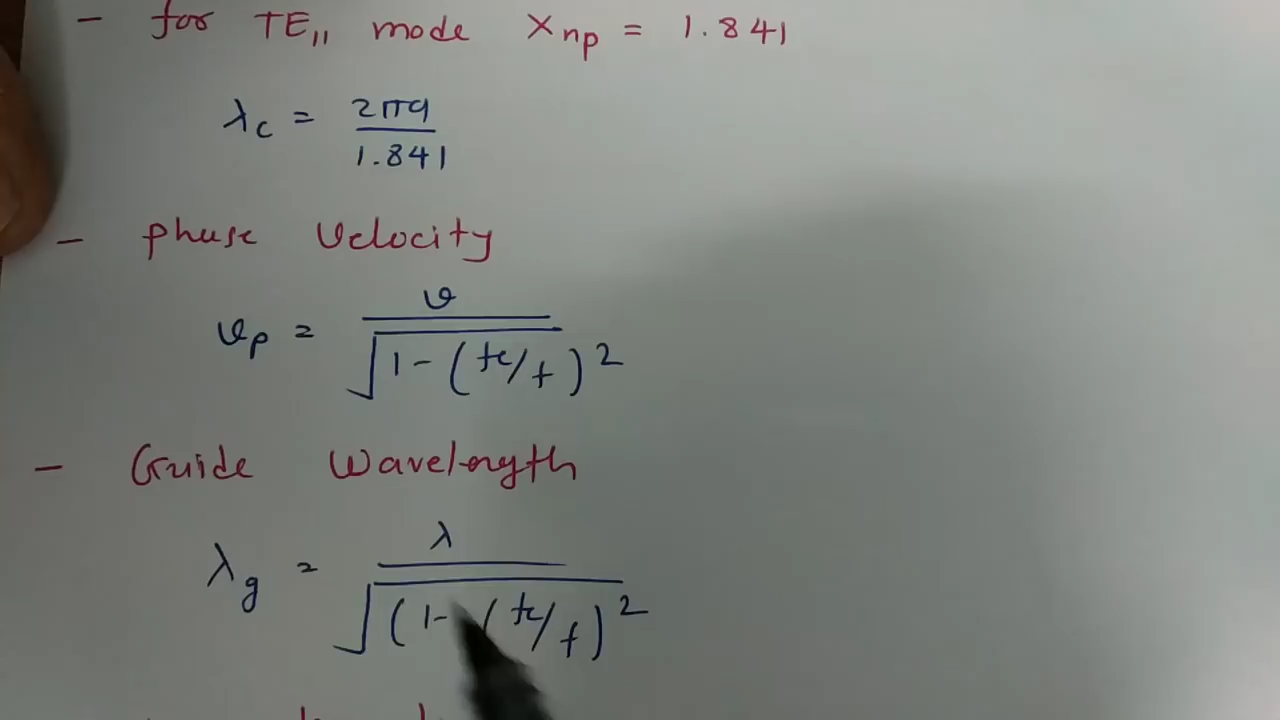 - for TE11 mode Xnp = 1.841
λc = 2πa / 1.841
- Phase Velocity
υp = υ / √1-(fc/f)²
- Guide Wavelength
λg = λ / √(1-(fc/f)²